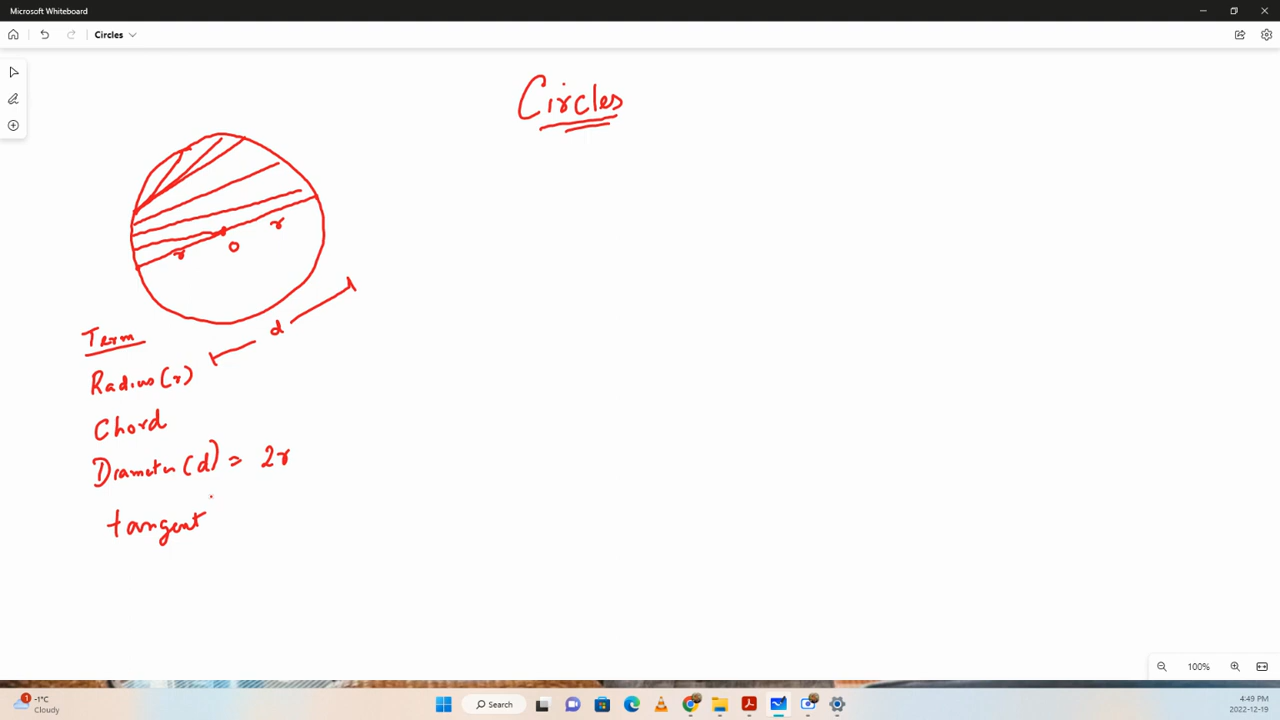 Microsoft Whiteboard
Circles
Circles
r
r
O
d
Term
Radius(r)
Chord
Diameter(d) = 2r
tangent
100%
1
-1°C
Cloudy
Search
4:49 PM
2022-12-19